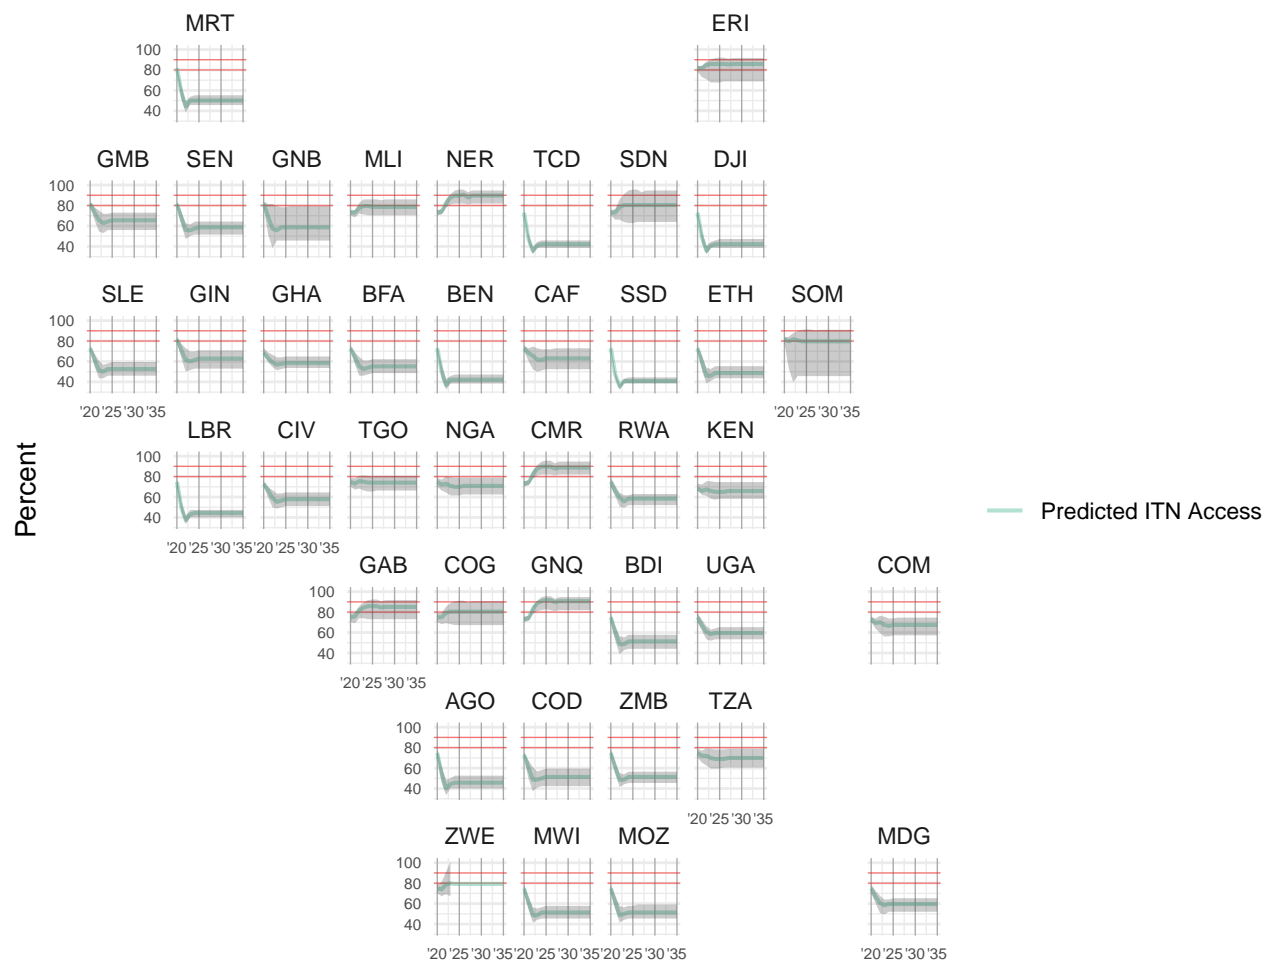 MRT ERI
100
80
60
40
GMB SEN GNB MLI NER TCD SDN DJI
100
80
60
40
SLE GIN GHA BFA BEN CAF SSD ETH SOM
100
80
60
40
'20 '25 '30 '35
LBR CIV TGO NGA CMR RWA KEN
100
80
60
40
'20 '25 '30 '35 '20 '25 '30 '35
GAB COG GNQ BDI UGA COM
100
80
60
40
'20 '25 '30 '35
AGO COD ZMB TZA
100
80
60
40
'20 '25 '30 '35
ZWE MWI MOZ MDG
100
80
60
40
'20 '25 '30 '35 '20 '25 '30 '35 '20 '25 '30 '35 '20 '25 '30 '35
Percent
Predicted ITN Access